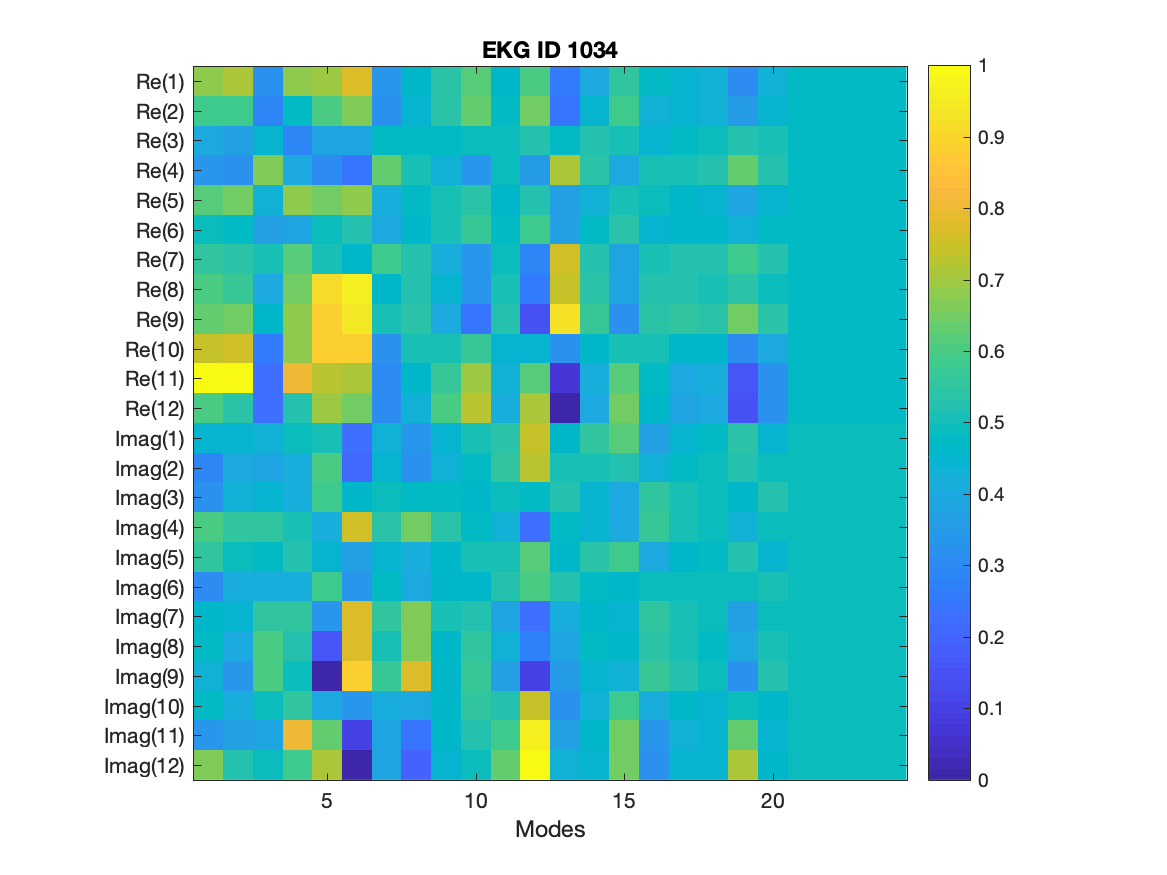 EKG ID 1034
Re(1)
Re(2)
Re(3)
Re(4)
Re(5)
Re(6)
Re(7)
Re(8)
Re(9)
Re(10)
Re(11)
Re(12)
Imag(1)
Imag(2)
Imag(3)
Imag(4)
Imag(5)
Imag(6)
Imag(7)
Imag(8)
Imag(9)
Imag(10)
Imag(11)
Imag(12)
5 10 15 20
Modes
1
0.9
0.8
0.7
0.6
0.5
0.4
0.3
0.2
0.1
0